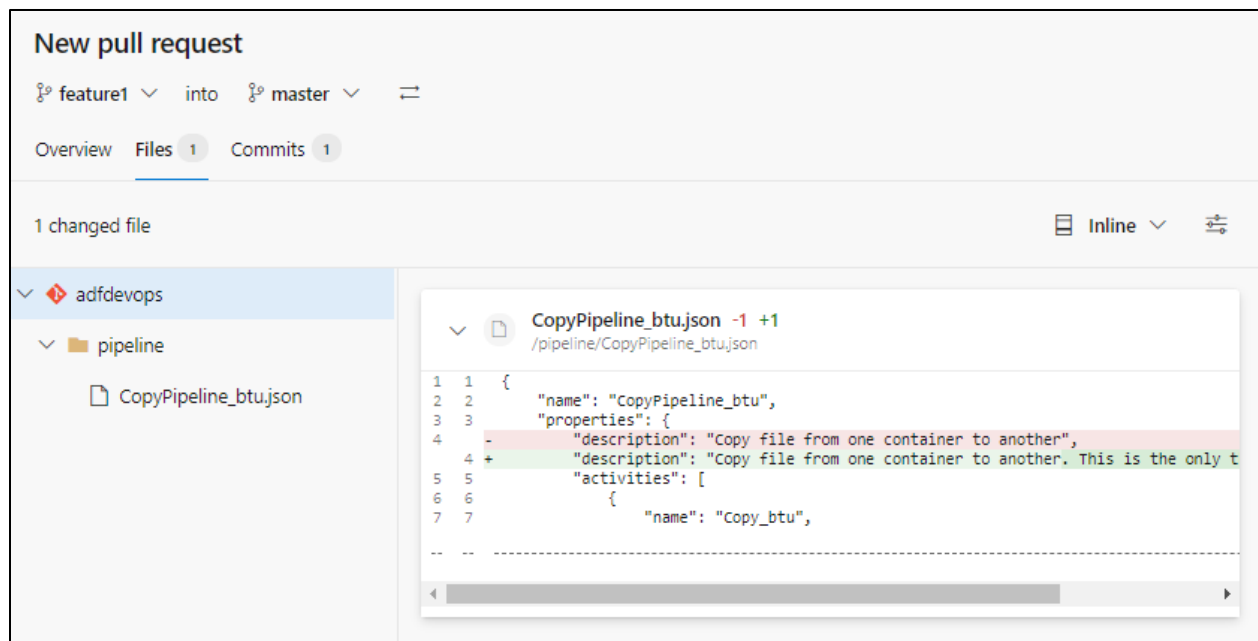 New pull request
feature1 into master
Overview Files 1 Commits 1
1 changed file
Inline
adfdevops
pipeline
CopyPipeline_btu.json
CopyPipeline_btu.json -1 +1
/pipeline/CopyPipeline_btu.json
1 1 {
2 2 "name": "CopyPipeline_btu",
3 3 "properties": {
4 - "description": "Copy file from one container to another",
4 + "description": "Copy file from one container to another. This is the only t
5 5 "activities": [
6 6 {
7 7 "name": "Copy_btu",